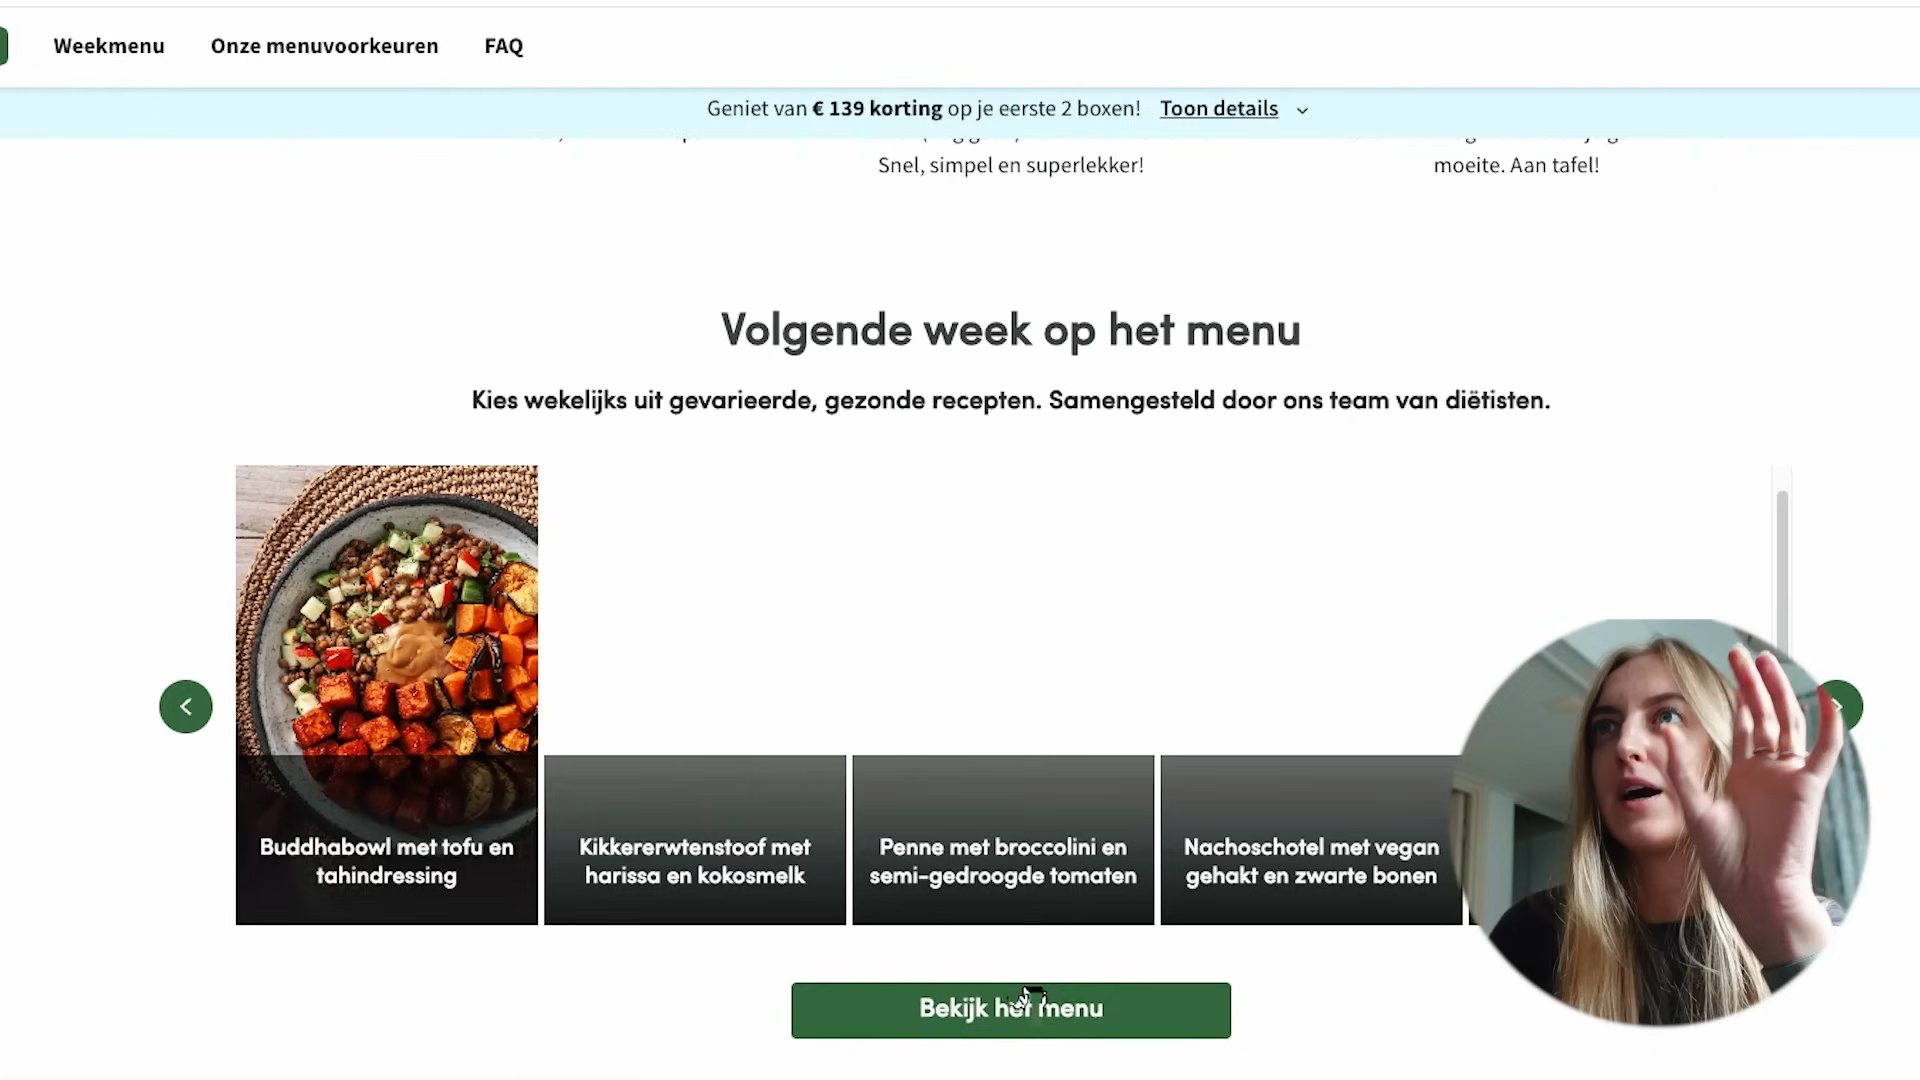 Weekmenu
Onze menuvoorkeuren
FAQ
Geniet van € 139 korting op je eerste 2 boxen! Toon details
Snel, simpel en superlekker!
moeite. Aan tafel!
Volgende week op het menu
Kies wekelijks uit gevarieerde, gezonde recepten. Samengesteld door ons team van diëtisten.
Buddhabowl met tofu en
tahindressing
Kikkererwtenstoof met
harissa en kokosmelk
Penne met broccolini en
semi-gedroogde tomaten
Nachoschotel met vegan
gehakt en zwarte bonen
Bekijk het menu